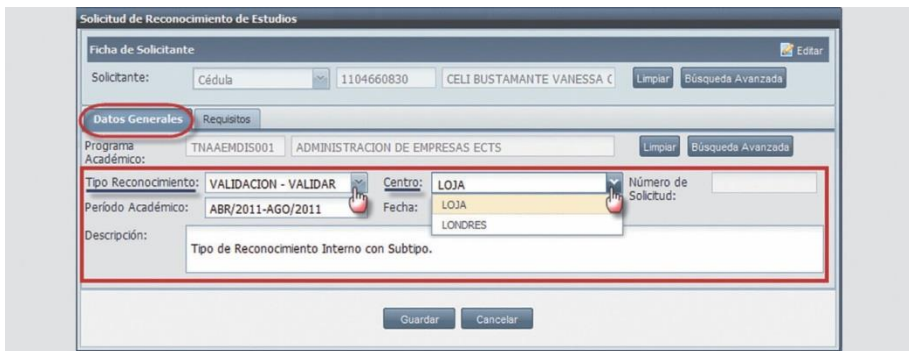 Solicitud de Reconocimiento de Estudios
Ficha de Solicitante Editar
Solicitante: Cédula 1104660830 CELI BUSTAMANTE VANESSA C Limpiar Búsqueda Avanzada
Datos Generales Requisitos
Programa Académico: TNAAEMDIS001 ADMINISTRACION DE EMPRESAS ECTS Limpiar Búsqueda Avanzada
Tipo Reconocimiento: VALIDACION - VALIDAR Centro: LOJA Número de Solicitud:
LOJA
Período Académico: ABR/2011-AGO/2011 Fecha:
LONDRES
Descripción:
Tipo de Reconocimiento Interno con Subtipo.
Guardar Cancelar